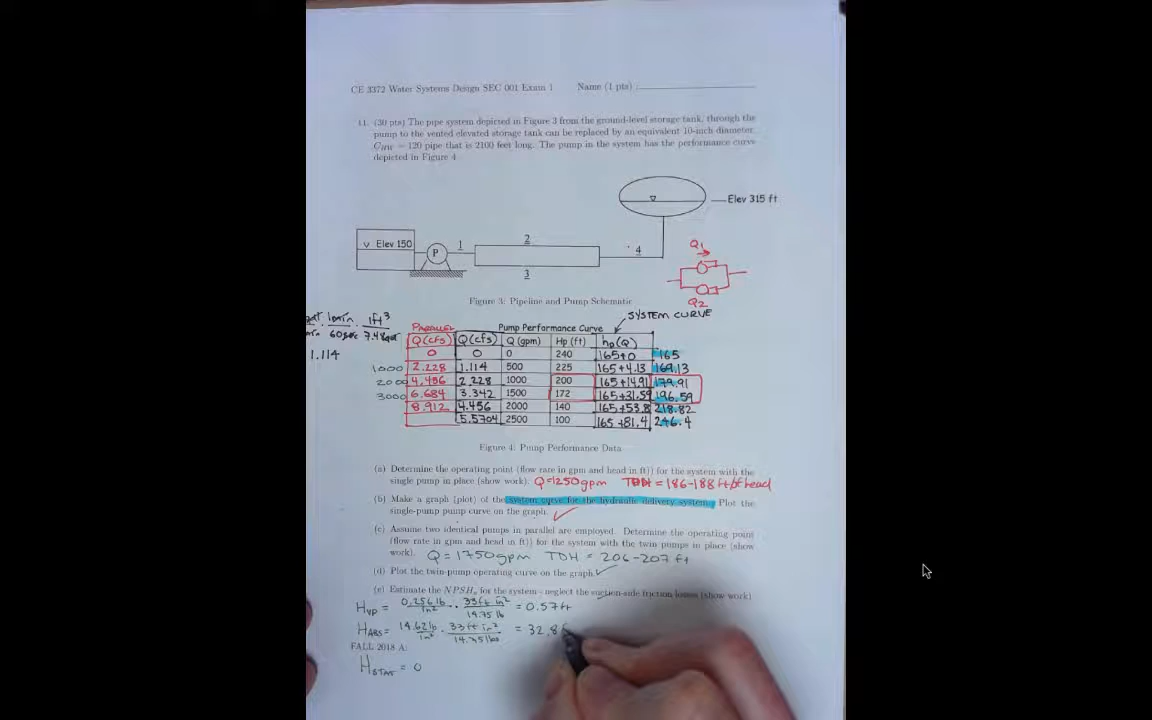 CE 3372 Water Systems Design SEC 001 Exam 1 Name (1 pts) :
11. (30 pts) The pipe system depicted in Figure 3 from the ground-level storage tank, through the
pump to the vented elevated storage tank can be replaced by an equivalent 10-inch diameter
CHW = 120 pipe that is 2100 feet long. The pump in the system has the performance curve
depicted in Figure 4
Elev 315 ft
Elev 150
P
1
2
3
4
Q1
Q2
Figure 3: Pipeline and Pump Schematic
SYSTEM CURVE
1min 1ft3
60sec
1.114
Parallel Pump Performance Curve
Q(cfs) Q(cfs) Q (gpm) Hp (ft) hp(Q)
0 0 0 240 165+0 165
1000 2.228 1.114 500 225 165+4.13 169.13
2000 4.456 2.228 1000 200 165+14.91 179.91
3000 6.684 3.342 1500 172 165+31.59 196.59
8.912 4.456 2000 140 165+53.8 218.82
5.5704 2500 100 165+81.4 246.4
Figure 4: Pump Performance Data
(a) Determine the operating point (flow rate in gpm and head in ft)) for the system with the
single pump in place (show work). Q=1250gpm TDH = 186-188 ft of head
(b) Make a graph (plot) of the system curve for the hydraulic delivery system. Plot the
single-pump pump curve on the graph.
(c) Assume two identical pumps in parallel are employed. Determine the operating point
(flow rate in gpm and head in ft)) for the system with the twin pumps in place (show
work). Q = 1750gpm TDH = 206-207 ft
(d) Plot the twin-pump operating curve on the graph.
(e) Estimate the NPSHa for the system - neglect the suction-side friction losses (show work)
HVP = 0.256 lb/in2 · 33ft in2/14.75 lb = 0.57ft
HABS = 14.62 lb/in2 · 33ft in2/14.75 lbs = 32.8
FALL 2018 A:
HSTAT = 0